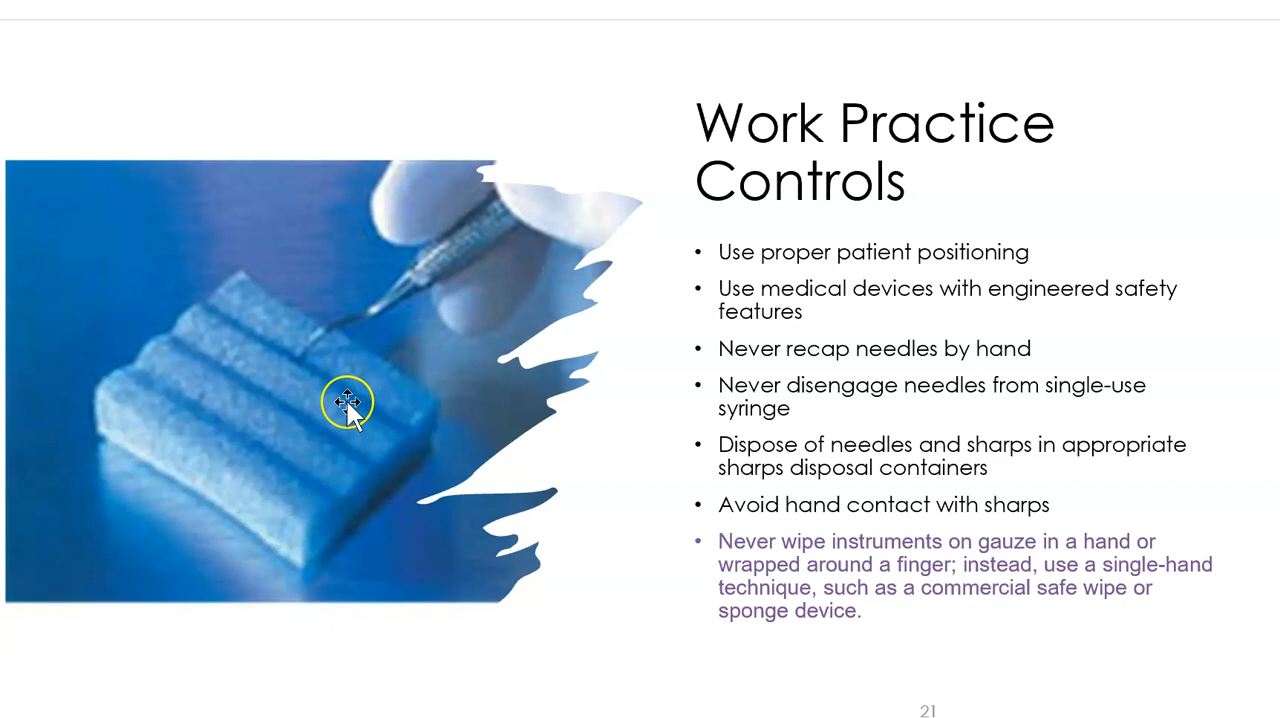 Work Practice
Controls
• Use proper patient positioning
• Use medical devices with engineered safety
features
• Never recap needles by hand
• Never disengage needles from single-use
syringe
• Dispose of needles and sharps in appropriate
sharps disposal containers
• Avoid hand contact with sharps
• Never wipe instruments on gauze in a hand or
wrapped around a finger; instead, use a single-hand
technique, such as a commercial safe wipe or
sponge device.
21